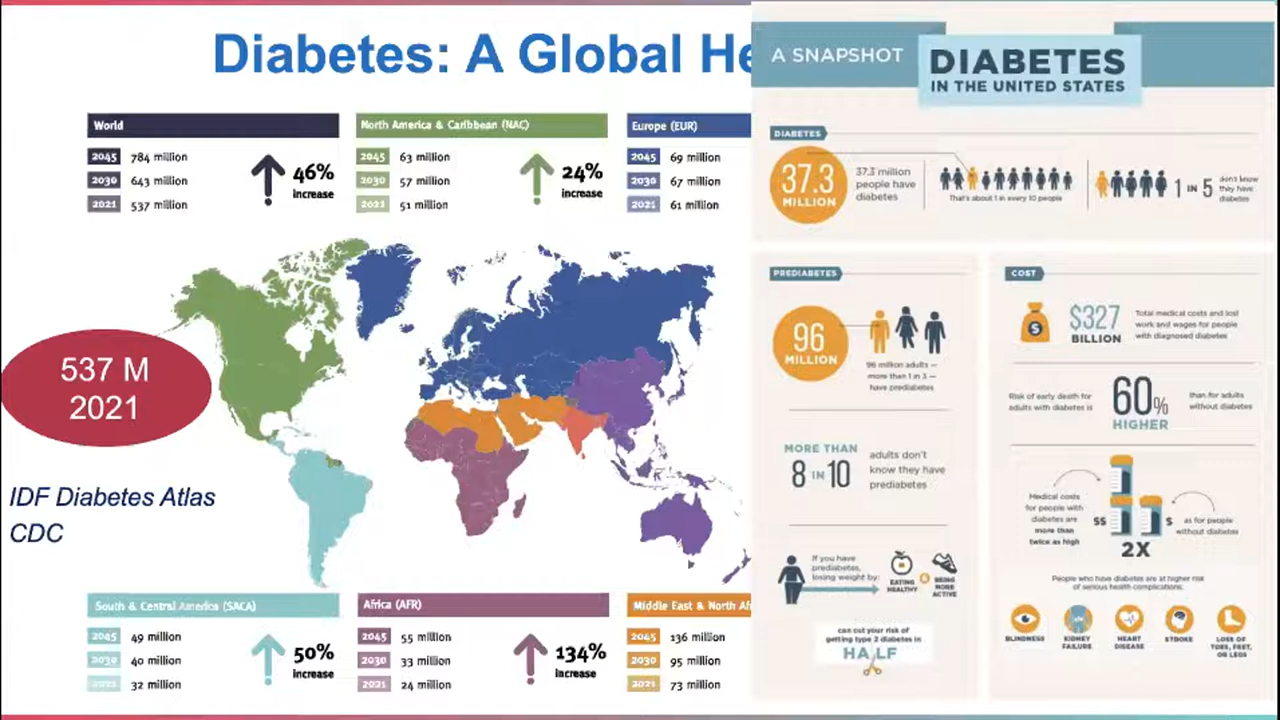 Diabetes: A Global He
World
2045 784 million
2030 643 million
2021 537 million
46%
increase
North America & Caribbean (NAC)
2045 63 million
2030 57 million
2021 51 million
24%
increase
Europe (EUR)
2045 69 million
2030 67 million
2021 61 million
537 M
2021
IDF Diabetes Atlas
CDC
South & Central America (SACA)
2045 49 million
2030 40 million
2021 32 million
50%
increase
Africa (AFR)
2045 55 million
2030 33 million
2021 24 million
134%
increase
Middle East & North Af
2045 136 million
2030 95 million
2021 73 million
A SNAPSHOT
DIABETES
IN THE UNITED STATES
DIABETES
37.3
MILLION
37.3 million
people have
diabetes
That's about 1 in every 10 people
1 IN 5
don't know
they have
diabetes
PREDIABETES
96
MILLION
96 million adults —
more than 1 in 3 —
have prediabetes
MORE THAN
8 IN 10
adults don't
know they have
prediabetes
If you have
prediabetes,
losing weight by:
EATING
HEALTHY
&
BEING
MORE
ACTIVE
can cut your risk of
getting type 2 diabetes in
HALF
COST
$
$327
BILLION
Total medical costs and lost
work and wages for people
with diagnosed diabetes
Risk of early death for
adults with diabetes is
60%
HIGHER
than for adults
without diabetes
Medical costs
for people with
diabetes are
more than
twice as high
$$
$
as for people
without diabetes
2X
People who have diabetes are at higher risk
of serious health complications:
BLINDNESS
KIDNEY
FAILURE
HEART
DISEASE
STROKE
LOSS OF
TOES, FEET,
OR LEGS